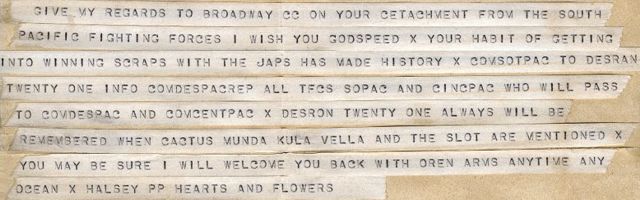 GIVE MY REGARDS TO BROADWAY CC ON YOUR CETACHMENT FROM THE SOUTH
PACIFIC FIGHTING FORCES I WISH YOU GODSPEED X YOUR HABIT OF GETTING
INTO WINNING SCRAPS WITH THE JAPS HAS MADE HISTORY X COMSOTPAC TO DESRAN
TWENTY ONE INFO COMDESPACREP ALL TFCS SOPAC AND CINCPAC WHO WILL PASS
TO COMDESPAC AND COMCENTPAC X DESRON TWENTY ONE ALWAYS WILL BE
REMEMBERED WHEN CACTUS MUNDA KULA VELLA AND THE SLOT ARE MENTIONED X
YOU MAY BE SURE I WILL WELCOME YOU BACK WITH OREN ARMS ANYTIME ANY
OCEAN X HALSEY PP HEARTS AND FLOWERS